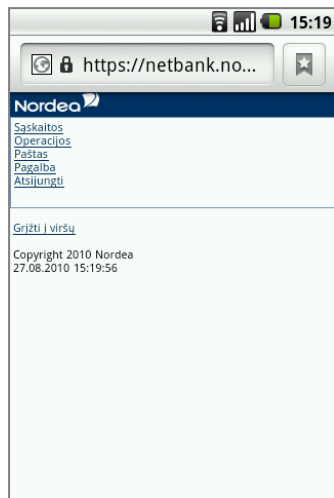 15:19
https://netbank.no...
Nordea
Sąskaitos
Operacijos
Paštas
Pagalba
Atsijungti
Grįžti į viršų
Copyright 2010 Nordea
27.08.2010 15:19:56